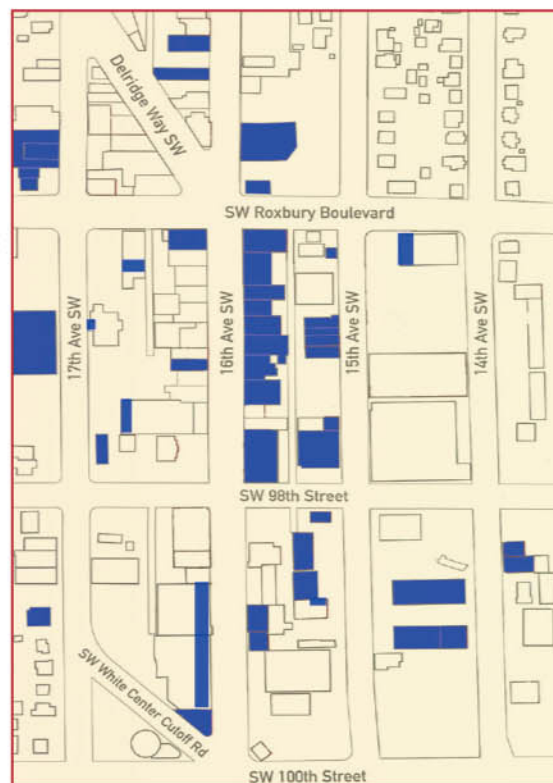 Delridge Way SW
SW Roxbury Boulevard
17th Ave SW
16th Ave SW
15th Ave SW
14th Ave SW
SW 98th Street
SW White Center Cutoff Rd
SW 100th Street